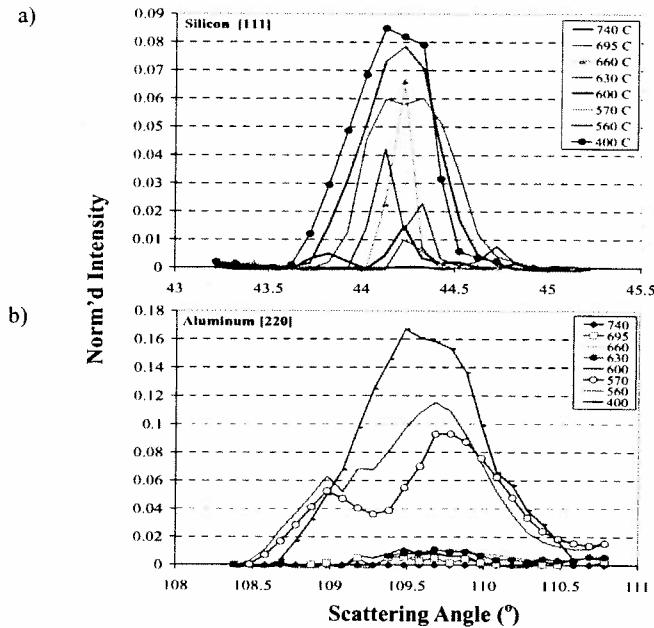 a)
Silicon [111]
0.09
0.08
0.07
0.06
0.05
0.04
0.03
0.02
0.01
0
43
43.5
44
44.5
45
45.5
740 C
695 C
660 C
630 C
600 C
570 C
560 C
400 C
Norm'd Intensity
b)
Aluminum [220]
0.18
0.16
0.14
0.12
0.1
0.08
0.06
0.04
0.02
0
108
108.5
109
109.5
110
110.5
111
740
695
660
630
600
570
560
400
Scattering Angle (º)